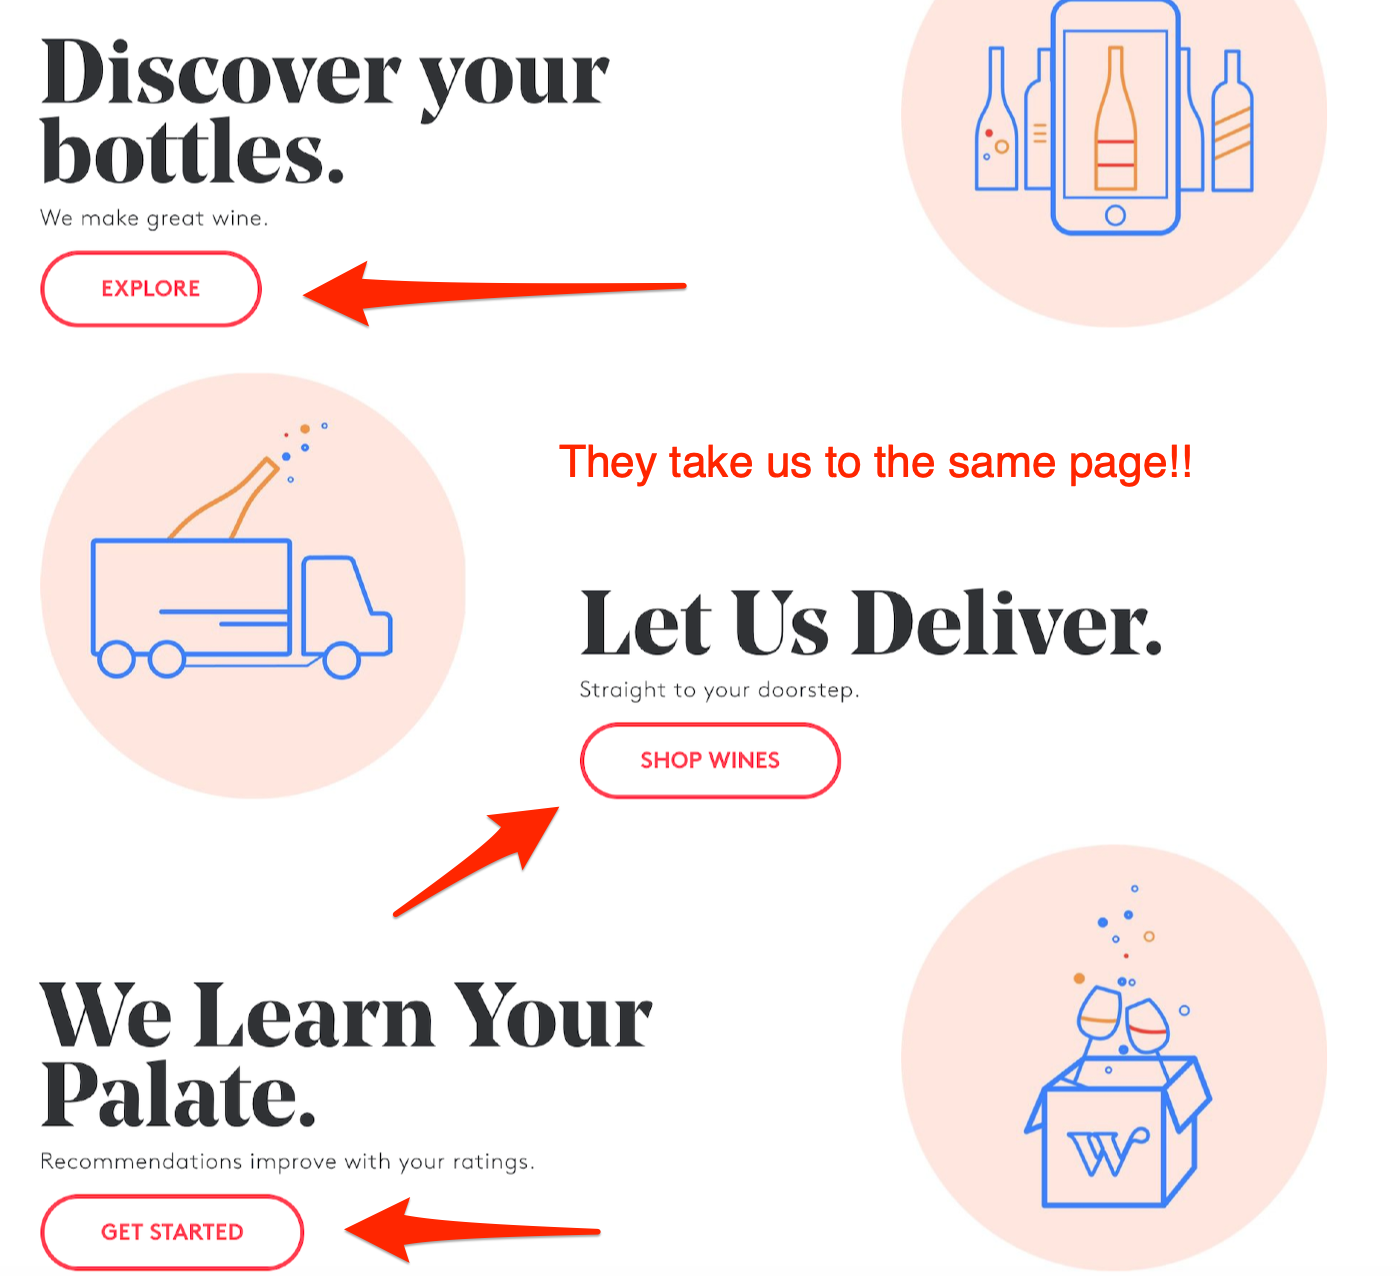 Discover your
bottles.
We make great wine.
EXPLORE
They take us to the same page!!
Let Us Deliver.
Straight to your doorstep.
SHOP WINES
We Learn Your
Palate.
Recommendations improve with your ratings.
GET STARTED
W